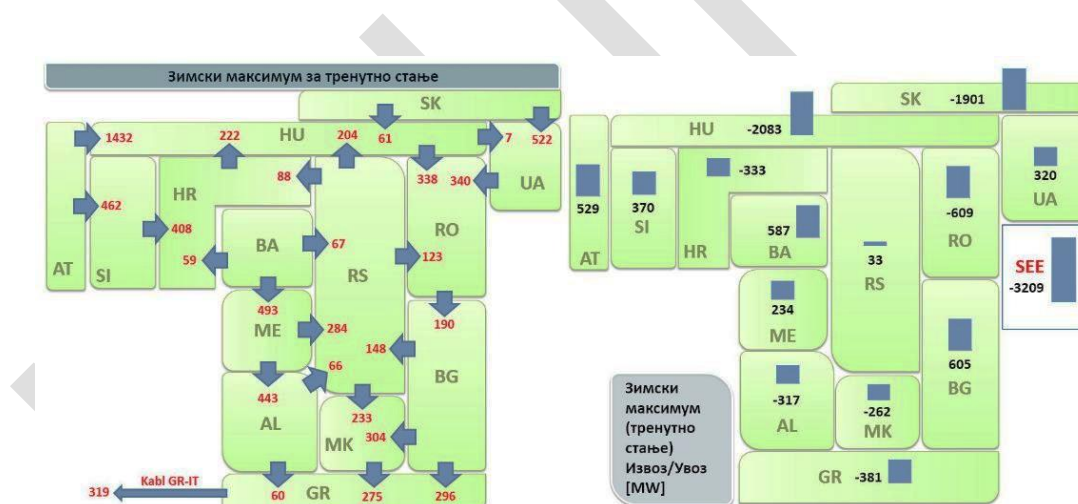 Зимски максимум за тренутно стање
SK
1432
222
HU
204
61
7
522
88
338
340
UA
HR
462
408
RO
BA
67
RS
123
59
AT
SI
493
ME
284
190
148
66
BG
443
AL
233
MK
304
Kabl GR-IT
319
60
GR
275
296
SK -1901
HU -2083
-333
320
UA
529
370
SI
587
BA
-609
RO
AT
HR
33
RS
SEE
-3209
234
ME
605
BG
Зимски
максимум
(тренутно
стање)
Извоз/Увоз
[MW]
-317
AL
-262
MK
GR -381